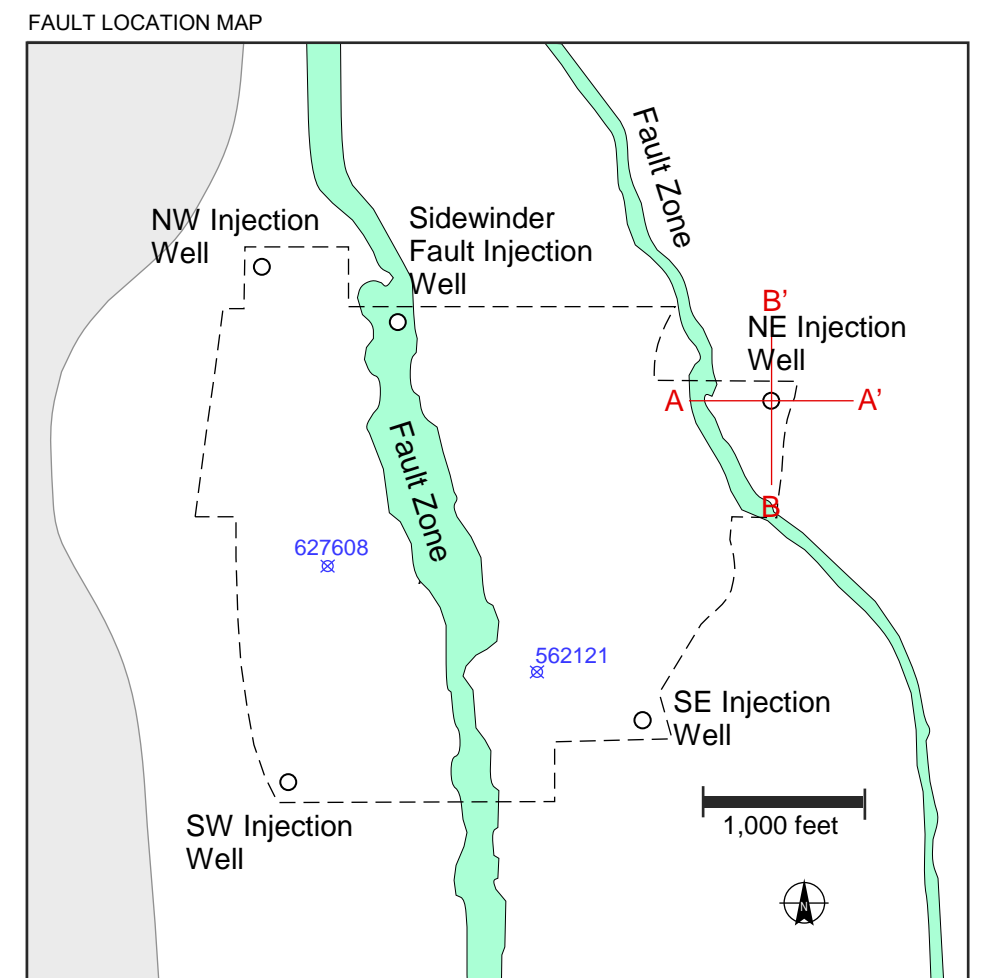 FAULT LOCATION MAP
Fault Zone
NW Injection
Well
Sidewinder
Fault Injection
Well
B’
NE Injection
Well
A
A’
Fault Zone
B
627608
562121
SE Injection
Well
1,000 feet
SW Injection
Well
N